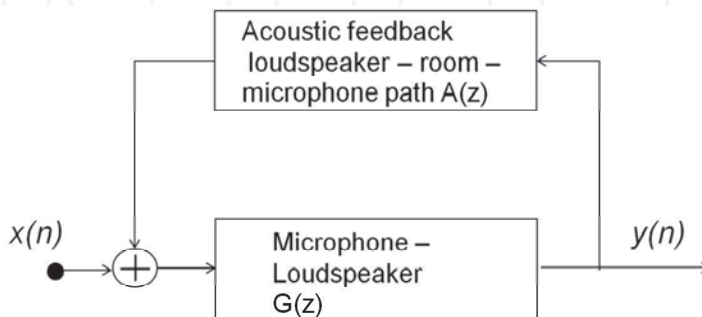 Acoustic feedback
loudspeaker – room –
microphone path A(z)
x(n)
y(n)
+
Microphone –
Loudspeaker
G(z)